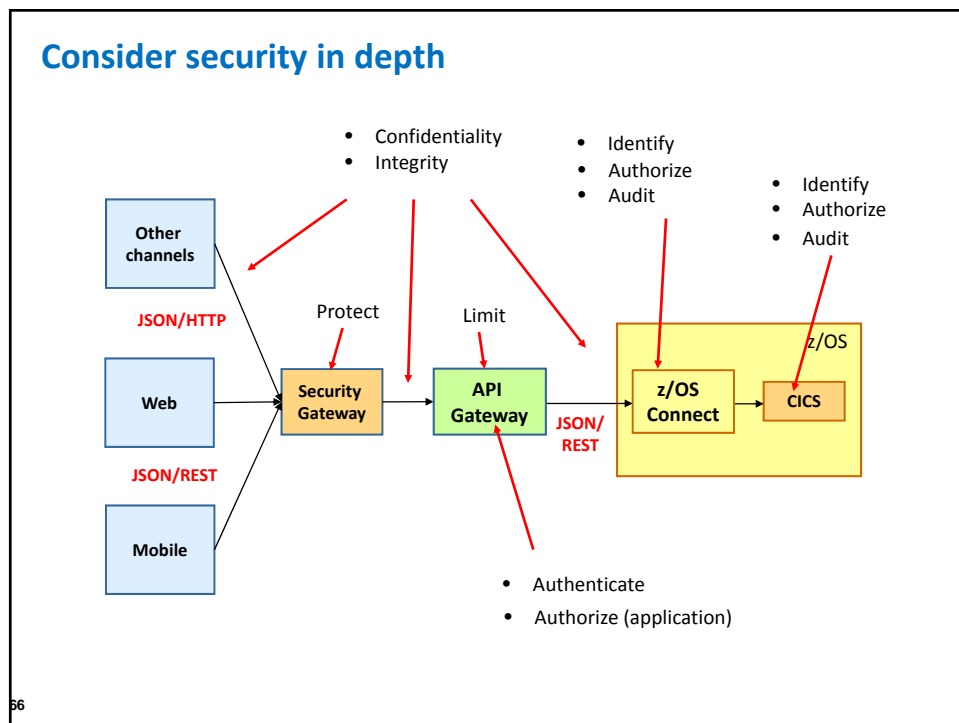 Consider security in depth
• Confidentiality
• Integrity
• Identify
• Authorize
• Audit
• Identify
• Authorize
• Audit
Other
channels
JSON/HTTP
Protect
Limit
z/OS
Web
Security
Gateway
API
Gateway
JSON/
REST
z/OS
Connect
CICS
JSON/REST
Mobile
• Authenticate
• Authorize (application)
66